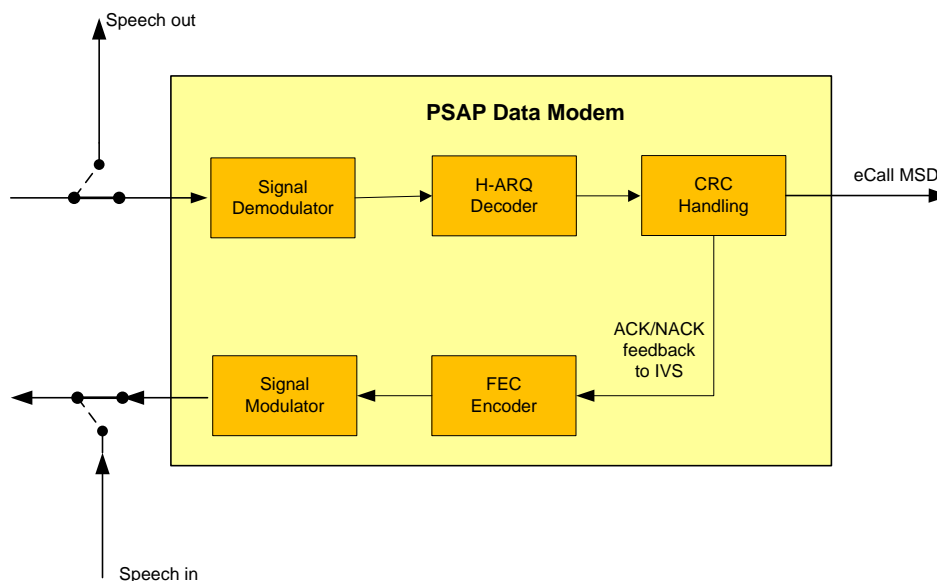 Speech out
PSAP Data Modem
Signal
Demodulator
H-ARQ
Decoder
CRC
Handling
eCall MSD
ACK/NACK
feedback
to IVS
Signal
Modulator
FEC
Encoder
Speech in